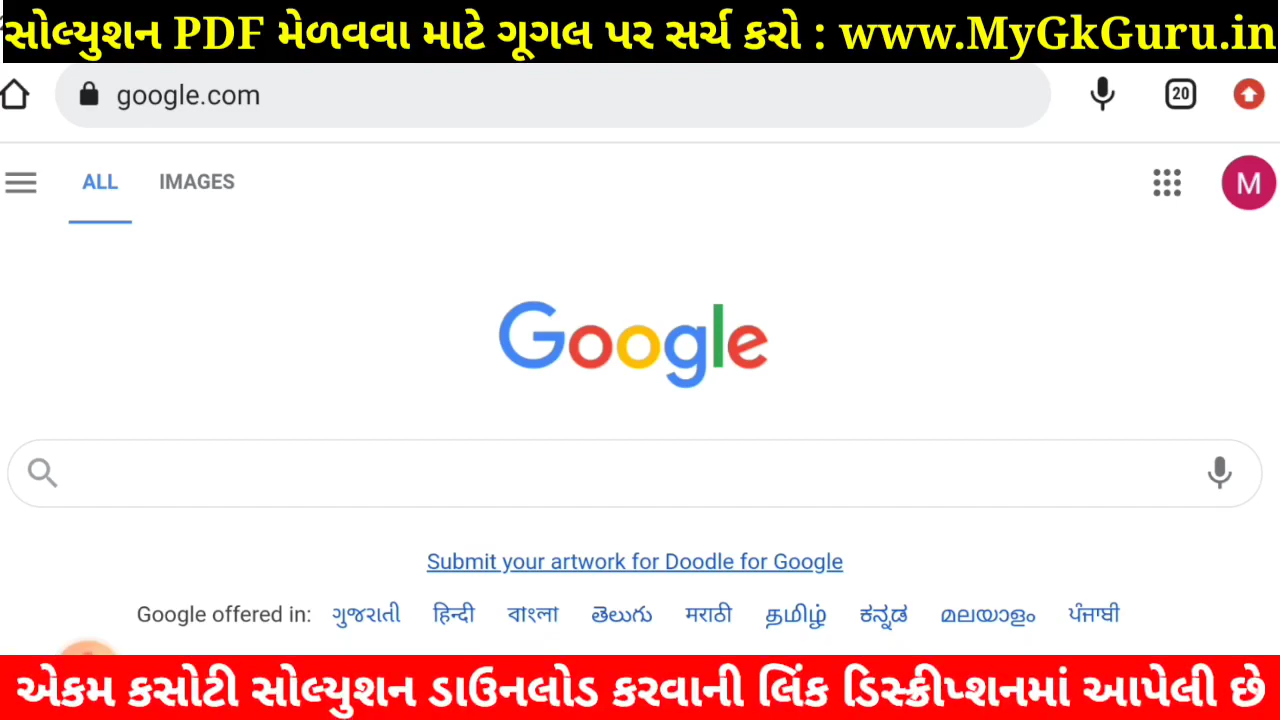 સોલ્યુશન PDF મેળવવા માટે ગૂગલ પર સર્ચ કરો : www.MyGkGuru.in
google.com
20
ALL IMAGES
M
Google
Submit your artwork for Doodle for Google
Google offered in: ગુજરાતી हिन्दी বাংলা తెలుగు मराठी தமிழ் ಕನ್ನಡ മലയാളം ਪੰਜਾਬੀ
એકમ કસોટી સોલ્યુશન ડાઉનલોડ કરવાની લિંક ડિસ્ક્રીપ્શનમાં આપેલી છે